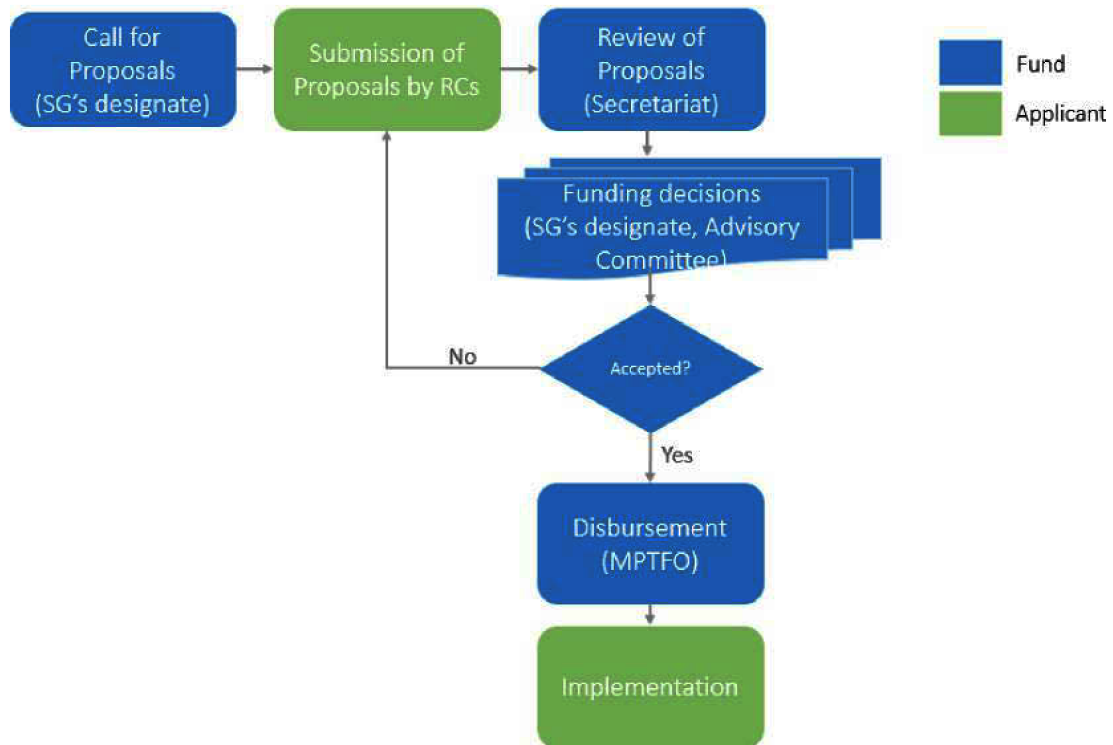 Call for
Proposals
(SG's designate)
Submission of
Proposals by RCs
Review of
Proposals
(Secretariat)
Fund
Applicant
Funding decisions
(SG's designate, Advisory
Committee)
Accepted?
No
Yes
Disbursement
(MPTFO)
Implementation